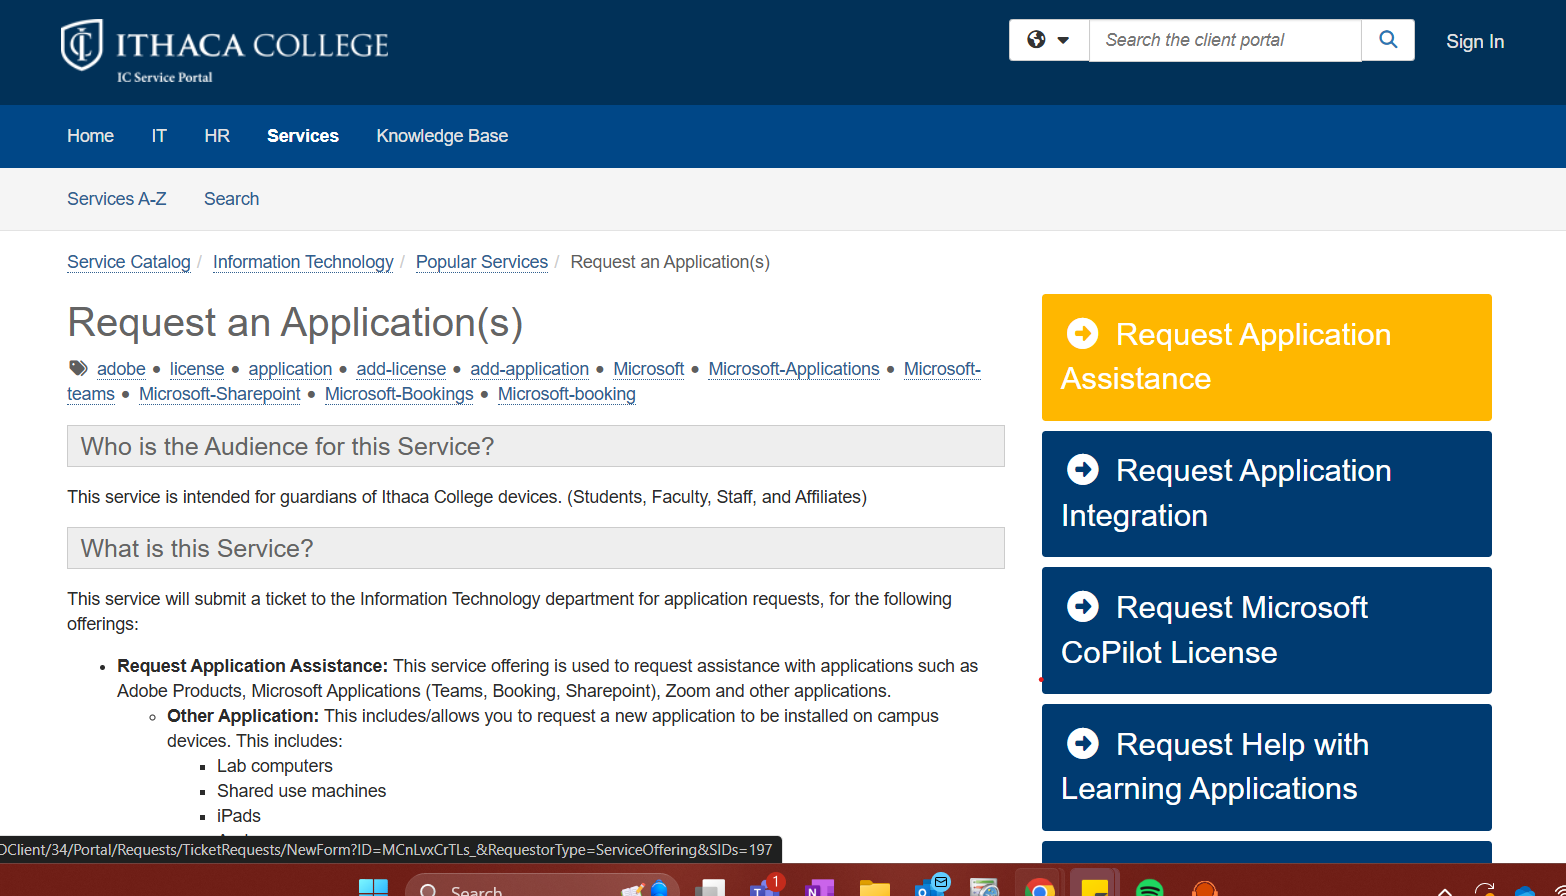 ITHACA COLLEGE
IC Service Portal
Search the client portal
Sign In
Home
IT
HR
Services
Knowledge Base
Services A-Z
Search
Service Catalog / Information Technology / Popular Services / Request an Application(s)
Request an Application(s)
adobe • license • application • add-license • add-application • Microsoft • Microsoft-Applications • Microsoft-
teams • Microsoft-Sharepoint • Microsoft-Bookings • Microsoft-booking
Who is the Audience for this Service?
This service is intended for guardians of Ithaca College devices. (Students, Faculty, Staff, and Affiliates)
What is this Service?
This service will submit a ticket to the Information Technology department for application requests, for the following
offerings:
• Request Application Assistance: This service offering is used to request assistance with applications such as
Adobe Products, Microsoft Applications (Teams, Booking, Sharepoint), Zoom and other applications.
Other Application: This includes/allows you to request a new application to be installed on campus
devices. This includes:
Lab computers
Shared use machines
iPads
Request Application
Assistance
Request Application
Integration
Request Microsoft
CoPilot License
Request Help with
Learning Applications
DClient/34/Portal/Requests/TicketRequests/NewForm?ID=MCnLvxCrTLs_&RequestorType=ServiceOffering&SIDs=197
Search
1